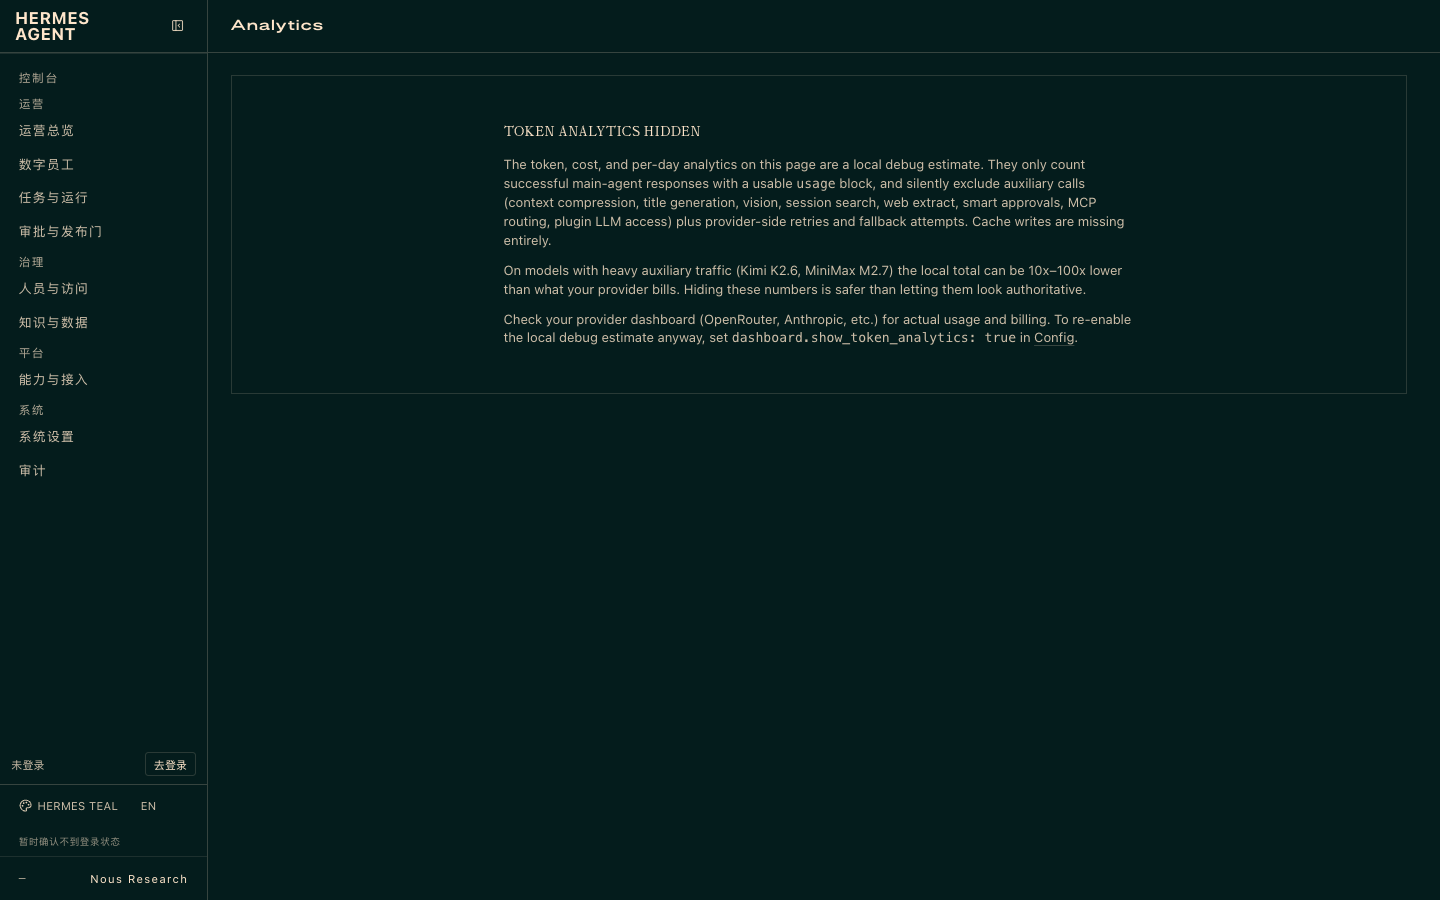 HERMES
AGENT
Analytics
控制台
运营
运营总览
数字员工
任务与运行
审批与发布门
治理
人员与访问
知识与数据
平台
能力与接入
系统
系统设置
审计
TOKEN ANALYTICS HIDDEN
The token, cost, and per-day analytics on this page are a local debug estimate. They only count
successful main-agent responses with a usable usage block, and silently exclude auxiliary calls
(context compression, title generation, vision, session search, web extract, smart approvals, MCP
routing, plugin LLM access) plus provider-side retries and fallback attempts. Cache writes are missing
entirely.
On models with heavy auxiliary traffic (Kimi K2.6, MiniMax M2.7) the local total can be 10x–100x lower
than what your provider bills. Hiding these numbers is safer than letting them look authoritative.
Check your provider dashboard (OpenRouter, Anthropic, etc.) for actual usage and billing. To re-enable
the local debug estimate anyway, set dashboard.show_token_analytics: true in Config.
未登录 去登录
HERMES TEAL EN
暂时确认不到登录状态
— Nous Research